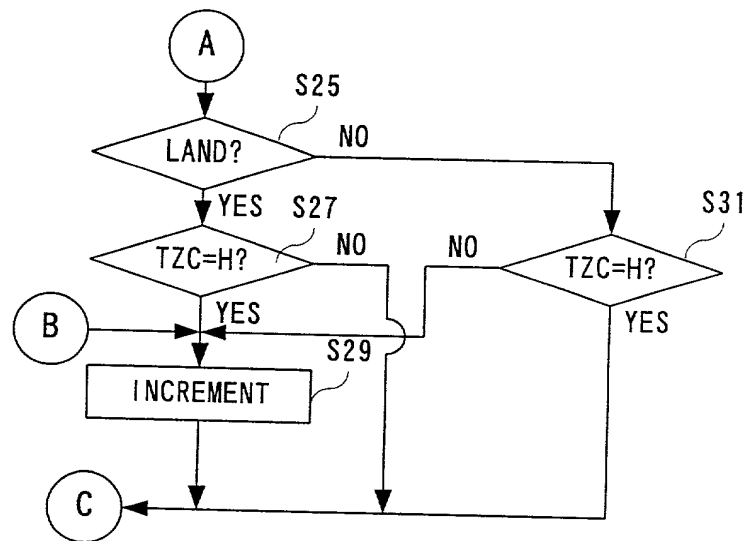 A
S25
LAND?
NO
YES
S27
S31
TZC=H?
NO
NO
TZC=H?
YES
YES
B
S29
INCREMENT
C